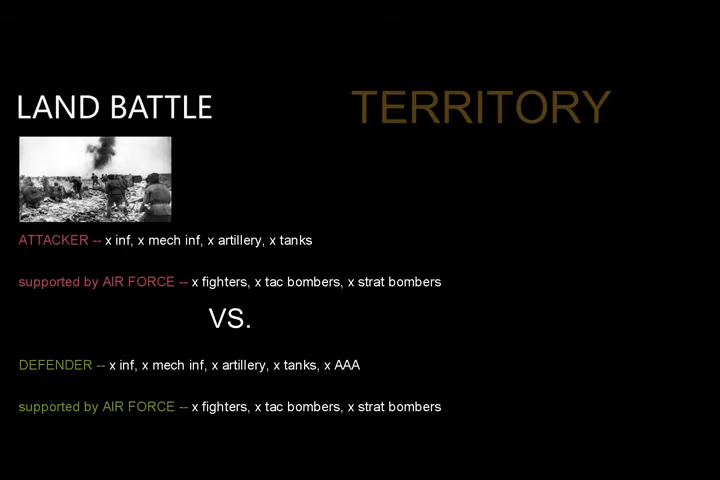 LAND BATTLE
TERRITORY
ATTACKER -- x inf, x mech inf, x artillery, x tanks
supported by AIR FORCE -- x fighters, x tac bombers, x strat bombers
VS.
DEFENDER -- x inf, x mech inf, x artillery, x tanks, x AAA
supported by AIR FORCE -- x fighters, x tac bombers, x strat bombers